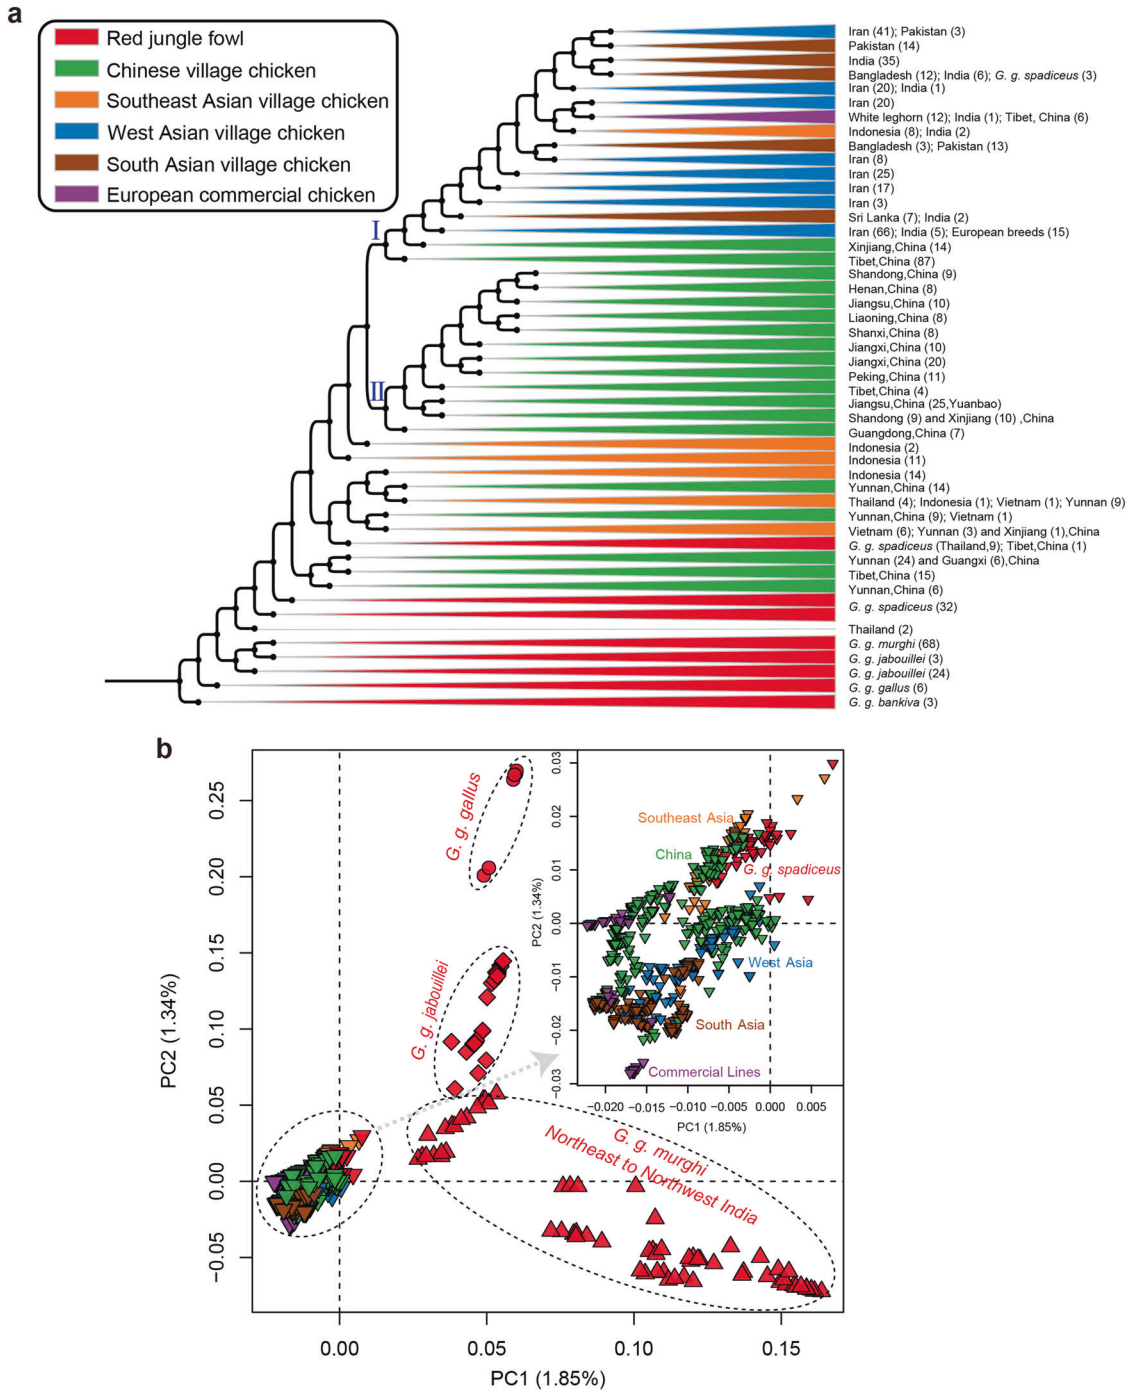 a
Red jungle fowl
Chinese village chicken
Southeast Asian village chicken
West Asian village chicken
South Asian village chicken
European commercial chicken
I
II
Iran (41); Pakistan (3)
Pakistan (14)
India (35)
Bangladesh (12); India (6); G. g. spadiceus (3)
Iran (20); India (1)
Iran (20)
White leghorn (12); India (1); Tibet, China (6)
Indonesia (8); India (2)
Bangladesh (3); Pakistan (13)
Iran (8)
Iran (25)
Iran (17)
Iran (3)
Sri Lanka (7); India (2)
Iran (66); India (5); European breeds (15)
Xinjiang,China (14)
Tibet,China (87)
Shandong,China (9)
Henan,China (8)
Jiangsu,China (10)
Liaoning,China (8)
Shanxi,China (8)
Jiangxi,China (10)
Jiangxi,China (20)
Peking,China (11)
Tibet,China (4)
Jiangsu,China (25,Yuanbao)
Shandong (9) and Xinjiang (10) ,China
Guangdong,China (7)
Indonesia (2)
Indonesia (11)
Indonesia (14)
Yunnan,China (14)
Thailand (4); Indonesia (1); Vietnam (1); Yunnan (9)
Yunnan,China (9); Vietnam (1)
Vietnam (6); Yunnan (3) and Xinjiang (1),China
G. g. spadiceus (Thailand,9); Tibet,China (1)
Yunnan (24) and Guangxi (6),China
Tibet,China (15)
Yunnan,China (6)
G. g. spadiceus (32)
Thailand (2)
G. g. murghi (68)
G. g. jabouillei (3)
G. g. jabouillei (24)
G. g. gallus (6)
G. g. bankiva (3)
b
PC2 (1.34%)
0.25
0.20
0.15
0.10
0.05
0.00
−0.05
G. g. gallus
G. g. jabouillei
G. g. murghi
Northeast to Northwest India
0.00
0.05
0.10
0.15
PC1 (1.85%)
PC2 (1.34%)
0.03
0.02
0.01
0.00
−0.01
−0.02
−0.03
Southeast Asia
China
G. g. spadiceus
West Asia
South Asia
Commercial Lines
−0.020
−0.015
−0.010
−0.005
0.000
0.005
PC1 (1.85%)